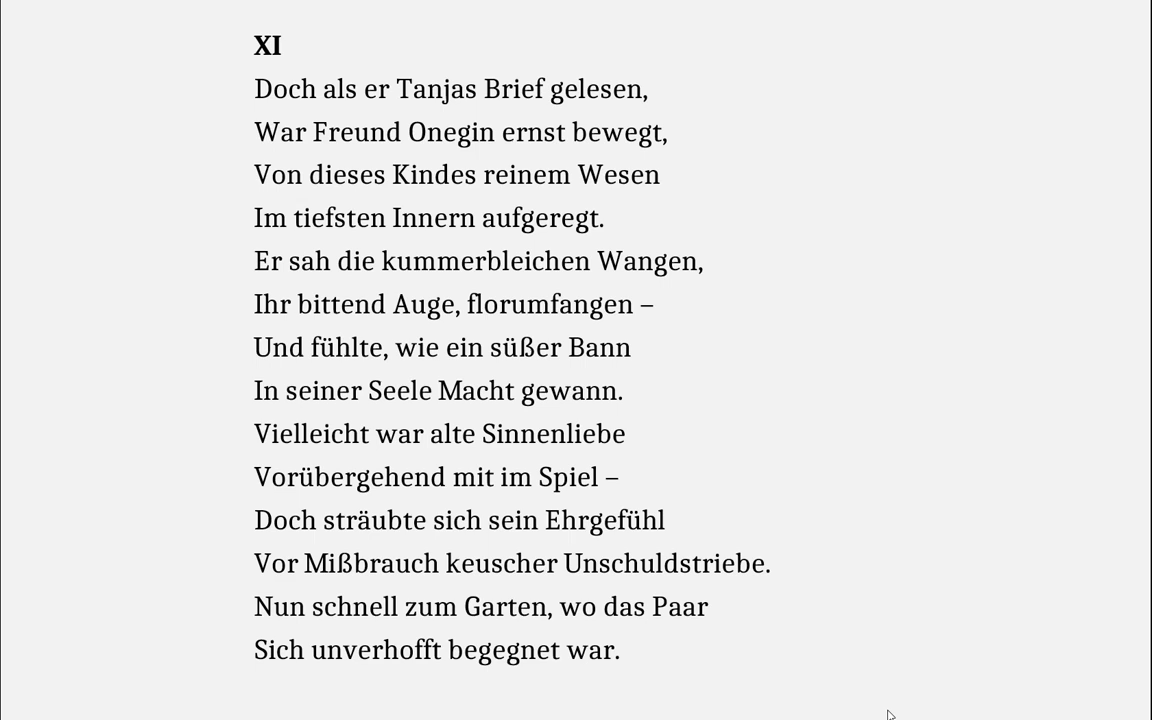 XI
Doch als er Tanjas Brief gelesen,
War Freund Onegin ernst bewegt,
Von dieses Kindes reinem Wesen
Im tiefsten Innern aufgeregt.
Er sah die kummerbleichen Wangen,
Ihr bittend Auge, florumfangen –
Und fühlte, wie ein süßer Bann
In seiner Seele Macht gewann.
Vielleicht war alte Sinnenliebe
Vorübergehend mit im Spiel –
Doch sträubte sich sein Ehrgefühl
Vor Mißbrauch keuscher Unschuldstriebe.
Nun schnell zum Garten, wo das Paar
Sich unverhofft begegnet war.